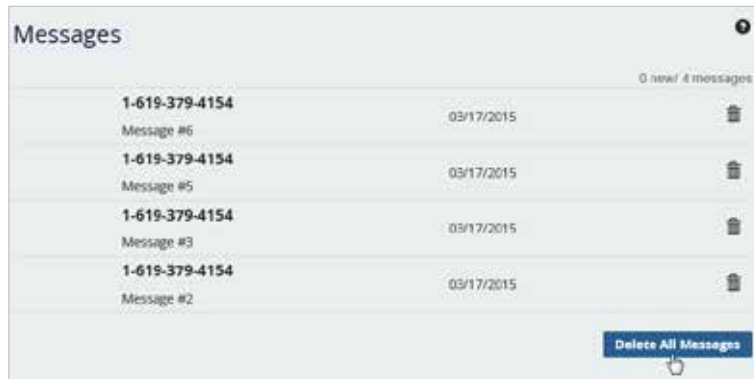 Messages
0 new/ 4 messages
1-619-379-4154
03/17/2015
Message #6
1-619-379-4154
03/17/2015
Message #5
1-619-379-4154
03/17/2015
Message #3
1-619-379-4154
03/17/2015
Message #2
Delete All Messages